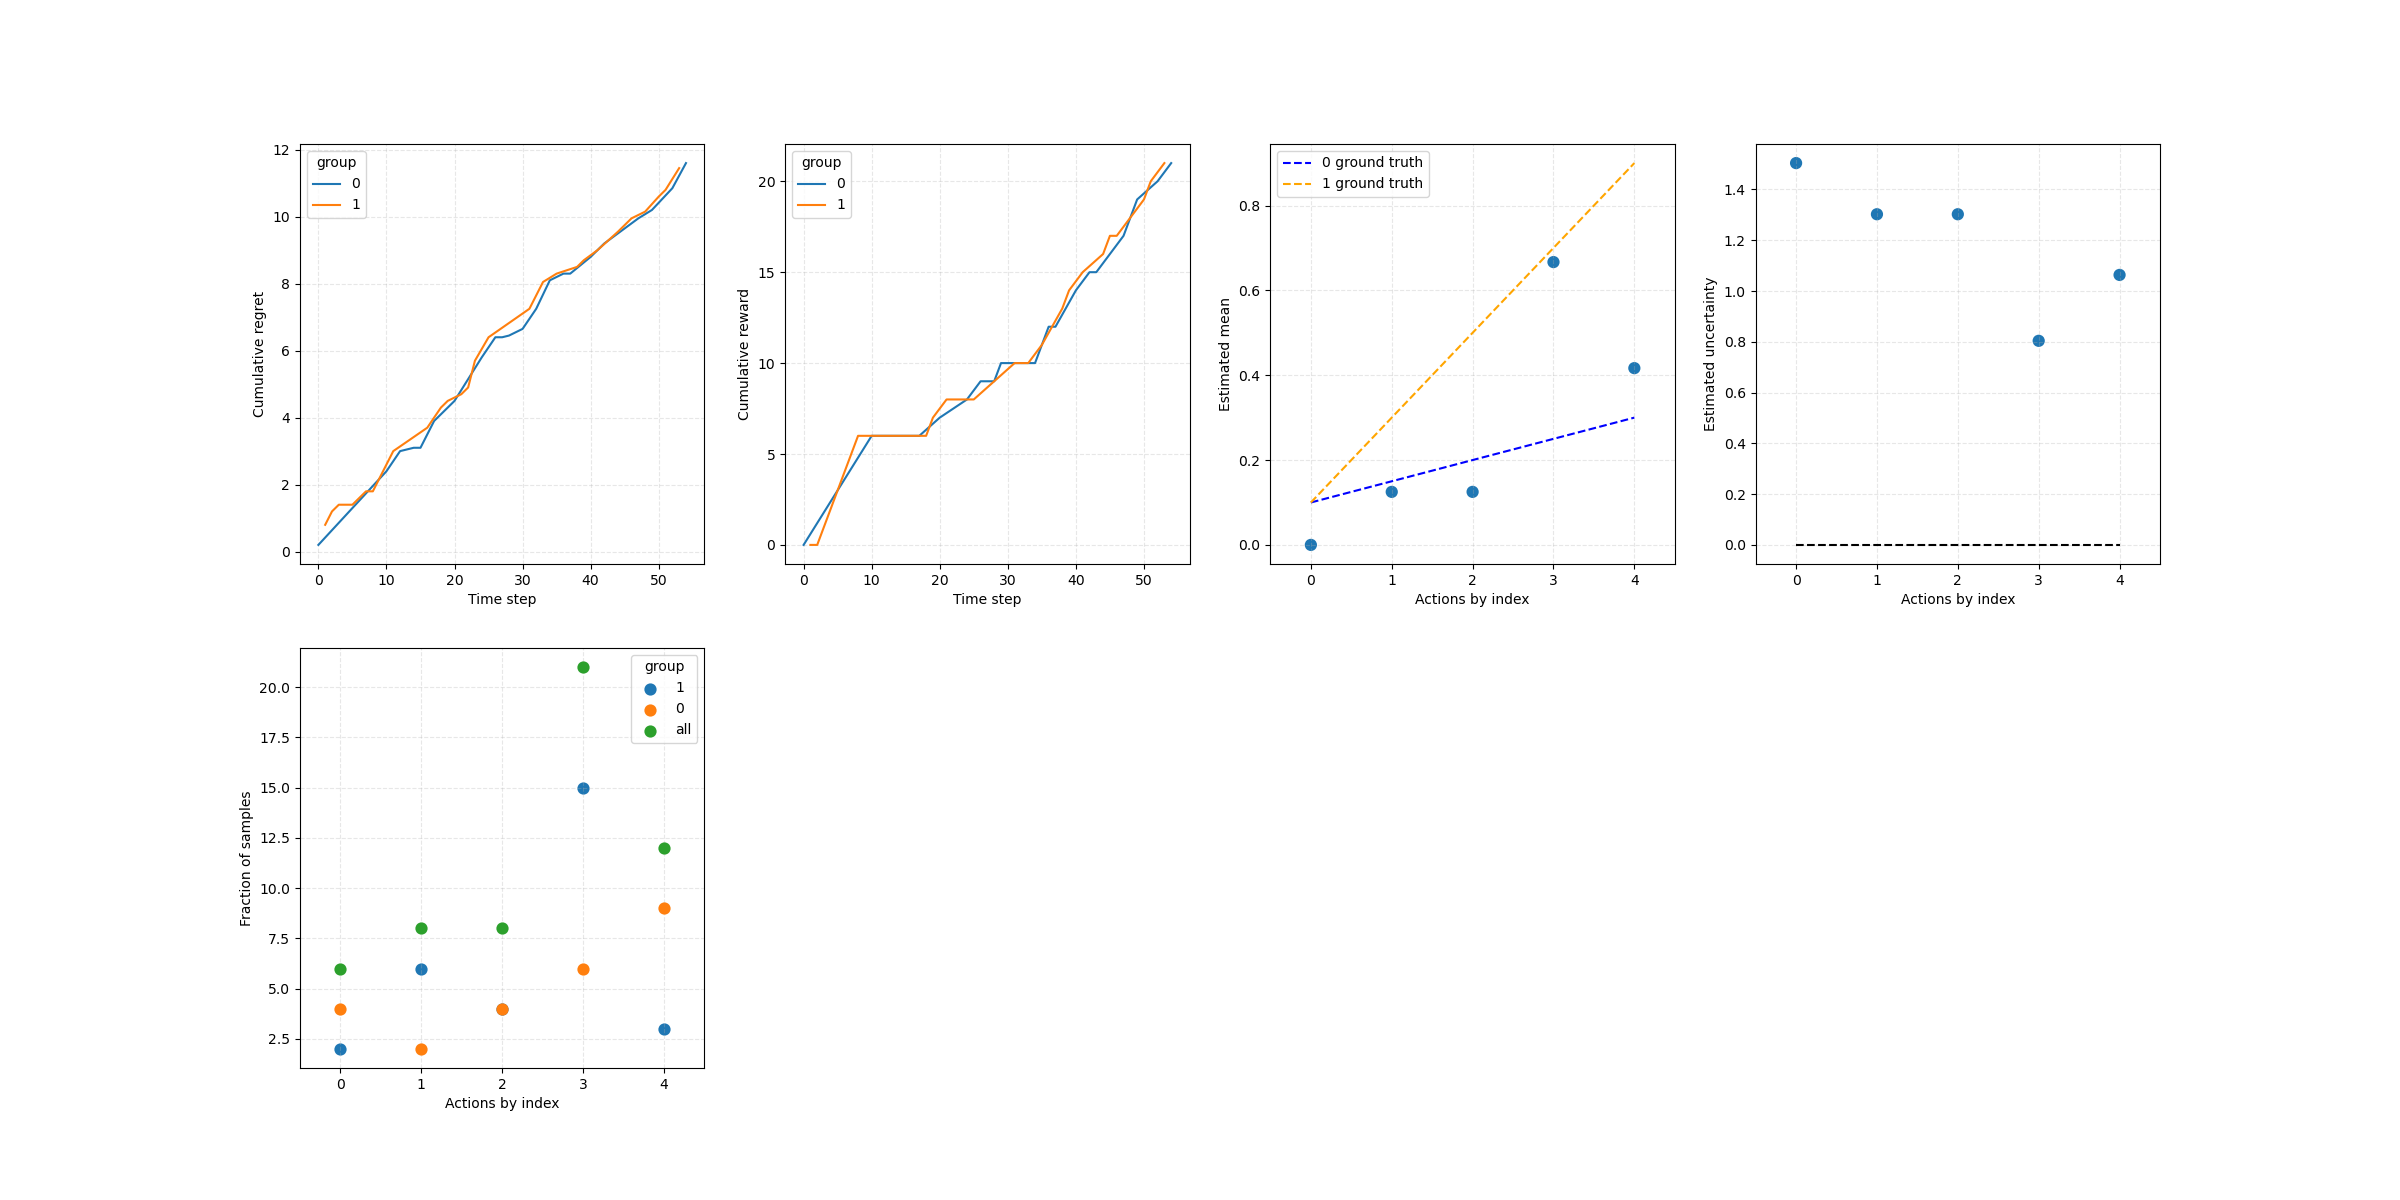 Cumulative regret
12
10
8
6
4
2
0
group
0
1
0 10 20 30 40 50
Time step
Cumulative reward
20
15
10
5
0
group
0
1
0 10 20 30 40 50
Time step
Estimated mean
0.8
0.6
0.4
0.2
0.0
0 ground truth
1 ground truth
0 1 2 3 4
Actions by index
Estimated uncertainty
1.4
1.2
1.0
0.8
0.6
0.4
0.2
0.0
0 1 2 3 4
Actions by index
Fraction of samples
20.0
17.5
15.0
12.5
10.0
7.5
5.0
2.5
group
1
0
all
0 1 2 3 4
Actions by index